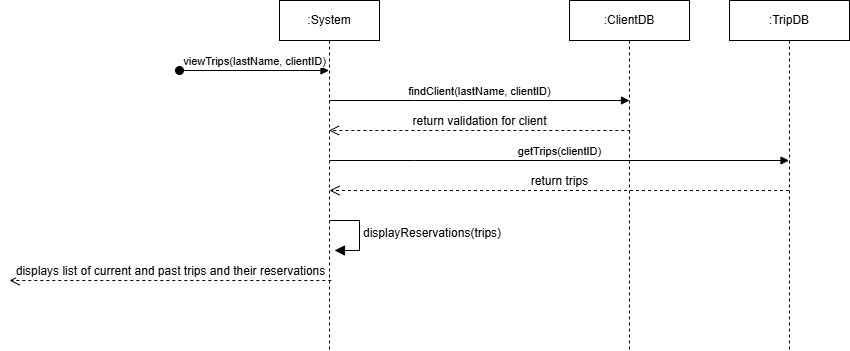 :System
:ClientDB
:TripDB
viewTrips(lastName, clientID)
findClient(lastName, clientID)
return validation for client
getTrips(clientID)
return trips
displayReservations(trips)
displays list of current and past trips and their reservations